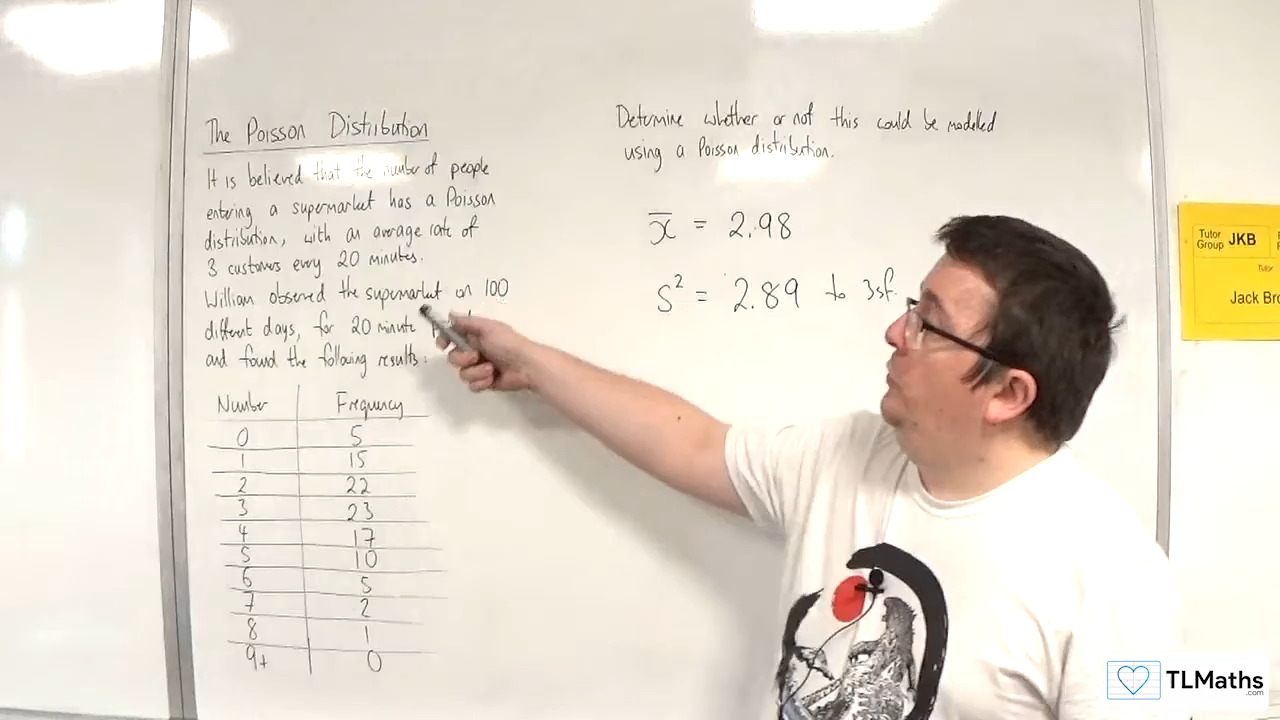 The Poisson Distribution
It is believed that the number of people
entering a supermarket has a Poisson
distribution, with an average rate of
3 customers every 20 minutes.
William observed the supermarket on 100
different days, for 20 minute
and found the following results:
Number Frequency
0 5
1 15
2 22
3 23
4 17
5 10
6 5
7 2
8 1
9+ 0
Determine whether or not this could be modelled
using a Poisson distribution.
x̄ = 2.98
s² = 2.89 to 3sf.
Tutor
Group JKB
Tutor
Jack Bro
TLMaths
.com